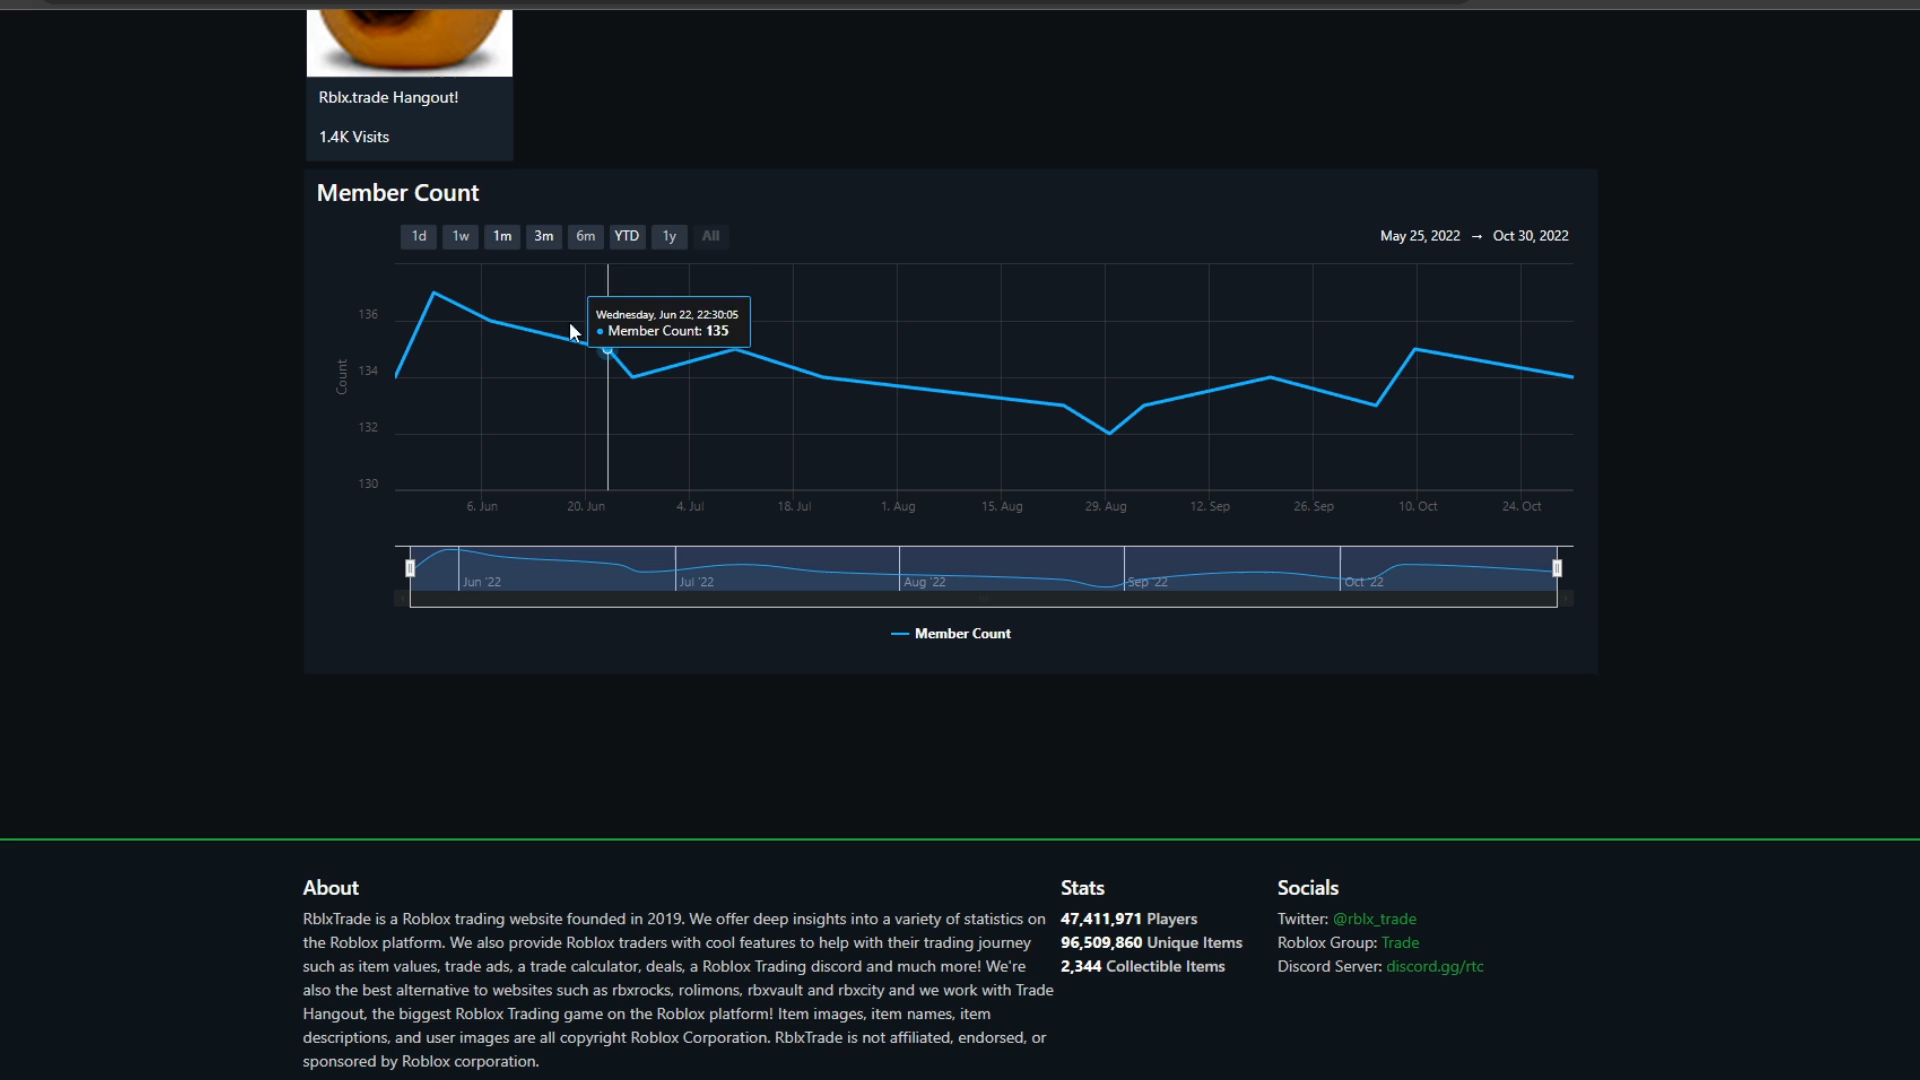 Rblx.trade Hangout!
1.4K Visits
Member Count
1d 1w 1m 3m 6m YTD 1y All
May 25, 2022 → Oct 30, 2022
Wednesday, Jun 22, 22:30:05
● Member Count: 135
Count
136
134
132
130
6. Jun 20. Jun 4. Jul 18. Jul 1. Aug 15. Aug 29. Aug 12. Sep 26. Sep 10. Oct 24. Oct
Jun '22 Jul '22 Aug '22 Sep '22 Oct '22
Member Count
About
RblxTrade is a Roblox trading website founded in 2019. We offer deep insights into a variety of statistics on
the Roblox platform. We also provide Roblox traders with cool features to help with their trading journey
such as item values, trade ads, a trade calculator, deals, a Roblox Trading discord and much more! We're
also the best alternative to websites such as rbxrocks, rolimons, rbxvault and rbxcity and we work with Trade
Hangout, the biggest Roblox Trading game on the Roblox platform! Item images, item names, item
descriptions, and user images are all copyright Roblox Corporation. RblxTrade is not affiliated, endorsed, or
sponsored by Roblox corporation.
Stats
47,411,971 Players
96,509,860 Unique Items
2,344 Collectible Items
Socials
Twitter: @rblx_trade
Roblox Group: Trade
Discord Server: discord.gg/rtc